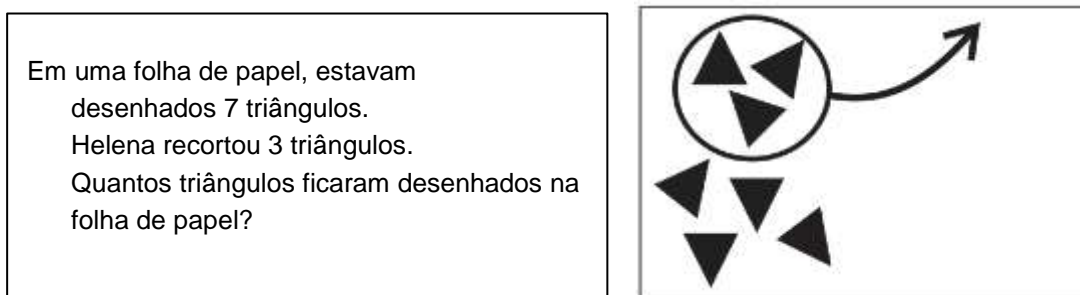 Em uma folha de papel, estavam
desenhados 7 triângulos.
Helena recortou 3 triângulos.
Quantos triângulos ficaram desenhados na
folha de papel?